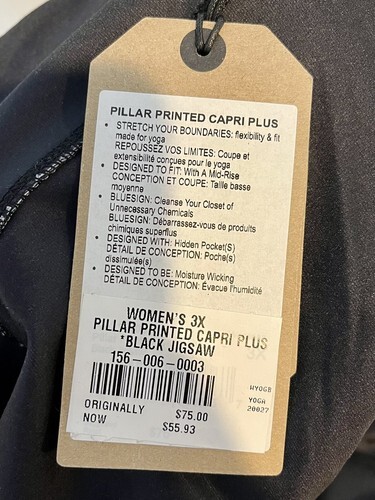 PILLAR PRINTED CAPRI PLUS
• STRETCH YOUR BOUNDARIES: flexibility & fit
made for yoga
REPOUSSEZ VOS LIMITES: Coupe et
extensibilité conçues pour le yoga
• DESIGNED TO FIT: With A Mid-Rise
CONCEPTION ET COUPE: Taille basse
moyenne
• BLUESIGN: Cleanse Your Closet of
Unnecessary Chemicals
BLUESIGN: Débarrassez-vous de produits
chimiques superflus
• DESIGNED WITH: Hidden Pocket(S)
DÉTAIL DE CONCEPTION: Poche(s)
dissimulée(s)
• DESIGNED TO BE: Moisture Wicking
DÉTAIL DE CONCEPTION: Évacue l'humidité
WOMEN'S 3X
PILLAR PRINTED CAPRI PLUS
*BLACK JIGSAW
3X
156-006-0003
WYOGB
YOGA
20027
ORIGINALLY $75.00
NOW $55.93